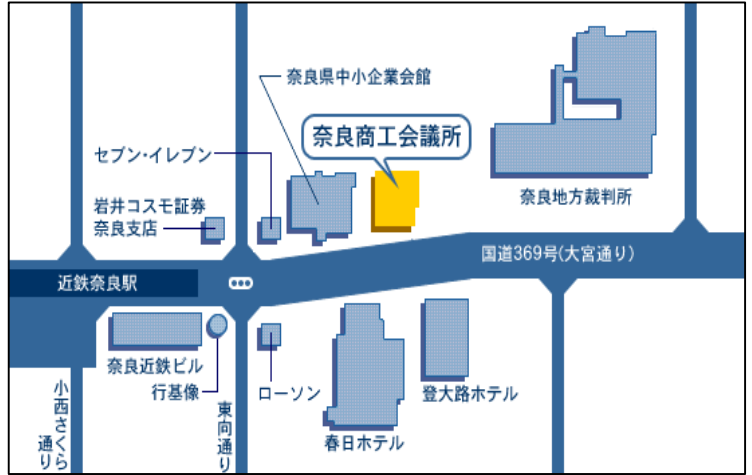 奈良県中小企業会館
奈良商工会議所
セブン・イレブン
岩井コスモ証券
奈良支店
奈良地方裁判所
国道369号(大宮通り)
近鉄奈良駅
奈良近鉄ビル
行基像
ローソン
登大路ホテル
春日ホテル
小西さくら
通り
東向通り